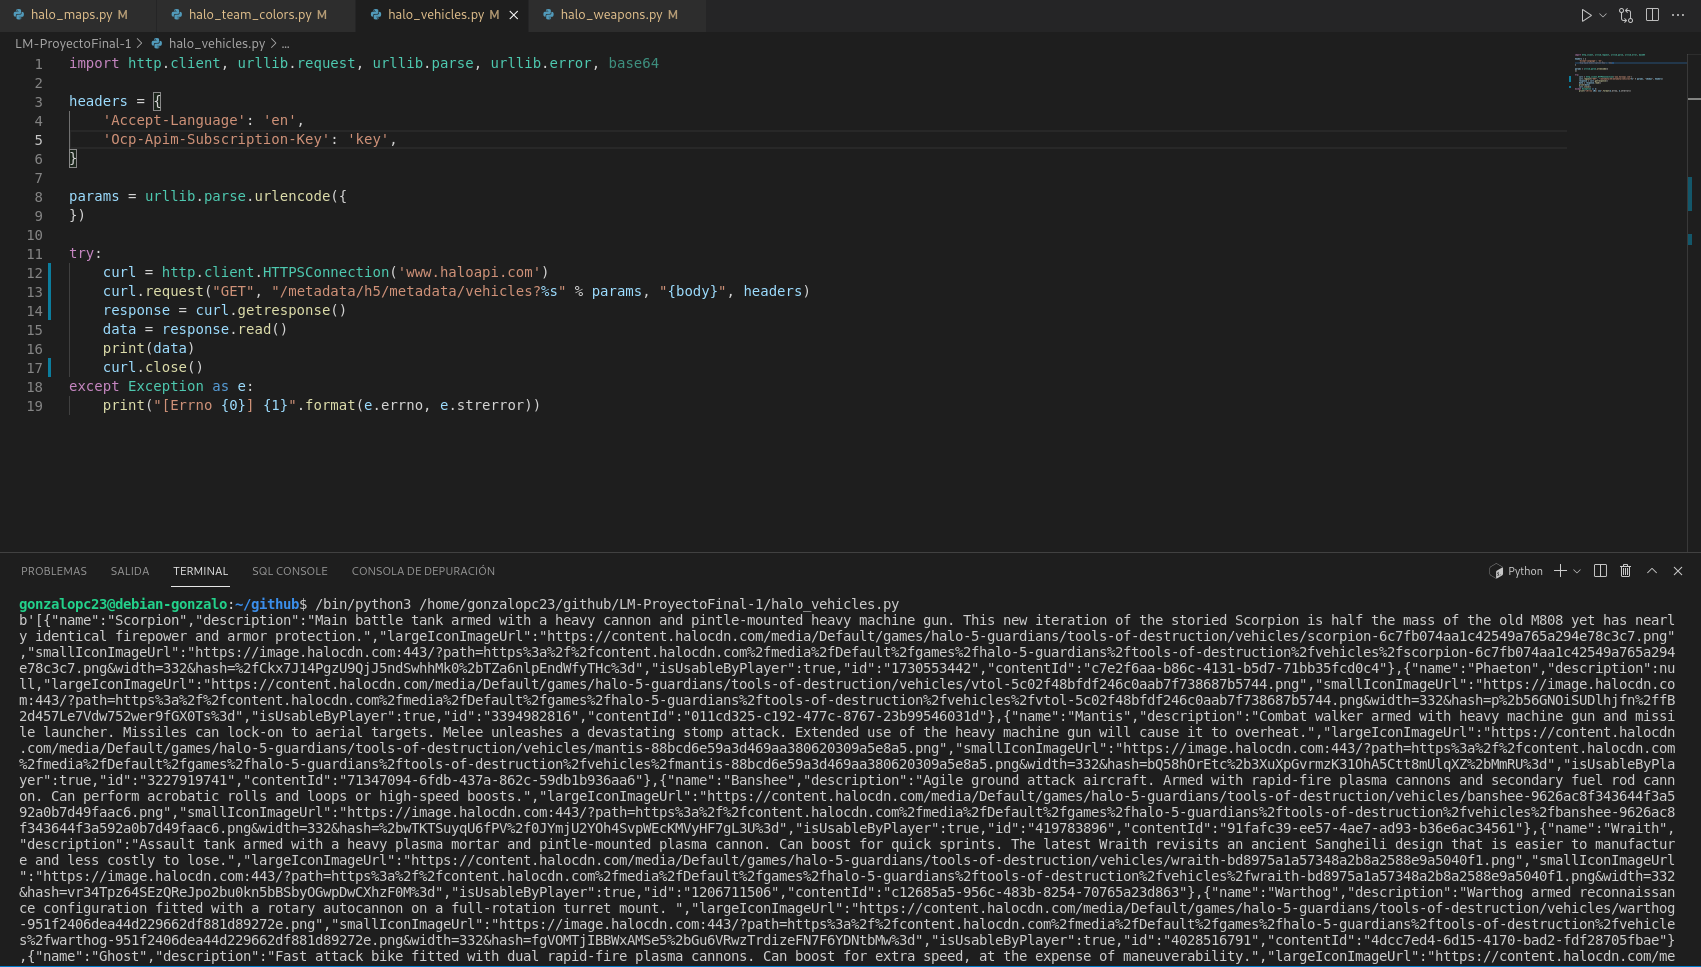 halo_maps.py M halo_team_colors.py M halo_vehicles.py M halo_weapons.py M
LM-ProyectoFinal-1 > halo_vehicles.py > ...
1 import http.client, urllib.request, urllib.parse, urllib.error, base64
2
3 headers = {
4 'Accept-Language': 'en',
5 'Ocp-Apim-Subscription-Key': 'key',
6 }
7
8 params = urllib.parse.urlencode({
9 })
10
11 try:
12 curl = http.client.HTTPSConnection('www.haloapi.com')
13 curl.request("GET", "/metadata/h5/metadata/vehicles?%s" % params, "{body}", headers)
14 response = curl.getresponse()
15 data = response.read()
16 print(data)
17 curl.close()
18 except Exception as e:
19 print("[Errno {0}] {1}".format(e.errno, e.strerror))
PROBLEMAS SALIDA TERMINAL SQL CONSOLE CONSOLA DE DEPURACIÓN Python
gonzalopc23@debian-gonzalo:~/github$ /bin/python3 /home/gonzalopc23/github/LM-ProyectoFinal-1/halo_vehicles.py
b'[{"name":"Scorpion","description":"Main battle tank armed with a heavy cannon and pintle-mounted heavy machine gun. This new iteration of the storied Scorpion is half the mass of the old M808 yet has nearl
y identical firepower and armor protection.","largeIconImageUrl":"https://content.halocdn.com/media/Default/games/halo-5-guardians/tools-of-destruction/vehicles/scorpion-6c7fb074aa1c42549a765a294e78c3c7.png"
,"smallIconImageUrl":"https://image.halocdn.com:443/?path=https%3a%2f%2fcontent.halocdn.com%2fmedia%2fDefault%2fgames%2fhalo-5-guardians%2ftools-of-destruction%2fvehicles%2fscorpion-6c7fb074aa1c42549a765a294
e78c3c7.png&width=332&hash=%2fCkx7J14PgzU9QjJ5ndSwhhMk0%2bTZa6nlpEndWfyTHc%3d","isUsableByPlayer":true,"id":"1730553442","contentId":"c7e2f6aa-b86c-4131-b5d7-71bb35fcd0c4"},{"name":"Phaeton","description":nu
ll,"largeIconImageUrl":"https://content.halocdn.com/media/Default/games/halo-5-guardians/tools-of-destruction/vehicles/vtol-5c02f48bfdf246c0aab7f738687b5744.png","smallIconImageUrl":"https://image.halocdn.co
m:443/?path=https%3a%2f%2fcontent.halocdn.com%2fmedia%2fDefault%2fgames%2fhalo-5-guardians%2ftools-of-destruction%2fvehicles%2fvtol-5c02f48bfdf246c0aab7f738687b5744.png&width=332&hash=p%2b56GNOiSUDlhjfn%2ffB
2d457Le7Vdw752wer9fGX0Ts%3d","isUsableByPlayer":true,"id":"3394982816","contentId":"011cd325-c192-477c-8767-23b99546031d"},{"name":"Mantis","description":"Combat walker armed with heavy machine gun and missi
le launcher. Missiles can lock-on to aerial targets. Melee unleashes a devastating stomp attack. Extended use of the heavy machine gun will cause it to overheat.","largeIconImageUrl":"https://content.halocdn
.com/media/Default/games/halo-5-guardians/tools-of-destruction/vehicles/mantis-88bcd6e59a3d469aa380620309a5e8a5.png","smallIconImageUrl":"https://image.halocdn.com:443/?path=https%3a%2f%2fcontent.halocdn.com
%2fmedia%2fDefault%2fgames%2fhalo-5-guardians%2ftools-of-destruction%2fvehicles%2fmantis-88bcd6e59a3d469aa380620309a5e8a5.png&width=332&hash=bQ58hOrEtc%2b3XuXpGvrmzK31OhA5Ctt8mUlqXZ%2bMmRU%3d","isUsableByPla
yer":true,"id":"3227919741","contentId":"71347094-6fdb-437a-862c-59db1b936aa6"},{"name":"Banshee","description":"Agile ground attack aircraft. Armed with rapid-fire plasma cannons and secondary fuel rod cann
on. Can perform acrobatic rolls and loops or high-speed boosts.","largeIconImageUrl":"https://content.halocdn.com/media/Default/games/halo-5-guardians/tools-of-destruction/vehicles/banshee-9626ac8f343644f3a5
92a0b7d49faac6.png","smallIconImageUrl":"https://image.halocdn.com:443/?path=https%3a%2f%2fcontent.halocdn.com%2fmedia%2fDefault%2fgames%2fhalo-5-guardians%2ftools-of-destruction%2fvehicles%2fbanshee-9626ac8
f343644f3a592a0b7d49faac6.png&width=332&hash=%2bwTKTSuyqU6fPV%2f0JYmjU2YOh4SvpWEcKMVyHF7gL3U%3d","isUsableByPlayer":true,"id":"419783896","contentId":"91fafc39-ee57-4ae7-ad93-b36e6ac34561"},{"name":"Wraith",
"description":"Assault tank armed with a heavy plasma mortar and pintle-mounted plasma cannon. Can boost for quick sprints. The latest Wraith revisits an ancient Sangheili design that is easier to manufactur
e and less costly to lose.","largeIconImageUrl":"https://content.halocdn.com/media/Default/games/halo-5-guardians/tools-of-destruction/vehicles/wraith-bd8975a1a57348a2b8a2588e9a5040f1.png","smallIconImageUrl
":"https://image.halocdn.com:443/?path=https%3a%2f%2fcontent.halocdn.com%2fmedia%2fDefault%2fgames%2fhalo-5-guardians%2ftools-of-destruction%2fvehicles%2fwraith-bd8975a1a57348a2b8a2588e9a5040f1.png&width=332
&hash=vr34Tpz64SEzQReJpo2bu0kn5bBSbyOGwpDwCXhzF0M%3d","isUsableByPlayer":true,"id":"1206711506","contentId":"c12685a5-956c-483b-8254-70765a23d863"},{"name":"Warthog","description":"Warthog armed reconnaissan
ce configuration fitted with a rotary autocannon on a full-rotation turret mount. ","largeIconImageUrl":"https://content.halocdn.com/media/Default/games/halo-5-guardians/tools-of-destruction/vehicles/warthog
-951f2406dea44d229662df881d89272e.png","smallIconImageUrl":"https://image.halocdn.com:443/?path=https%3a%2f%2fcontent.halocdn.com%2fmedia%2fDefault%2fgames%2fhalo-5-guardians%2ftools-of-destruction%2fvehicle
s%2fwarthog-951f2406dea44d229662df881d89272e.png&width=332&hash=fgVOMTjIBBWxAMSe5%2bGu6VRwzTrdizeFN7F6YDNtbMw%3d","isUsableByPlayer":true,"id":"4028516791","contentId":"4dcc7ed4-6d15-4170-bad2-fdf28705fbae"}
,{"name":"Ghost","description":"Fast attack bike fitted with dual rapid-fire plasma cannons. Can boost for extra speed, at the expense of maneuverability.","largeIconImageUrl":"https://content.halocdn.com/me